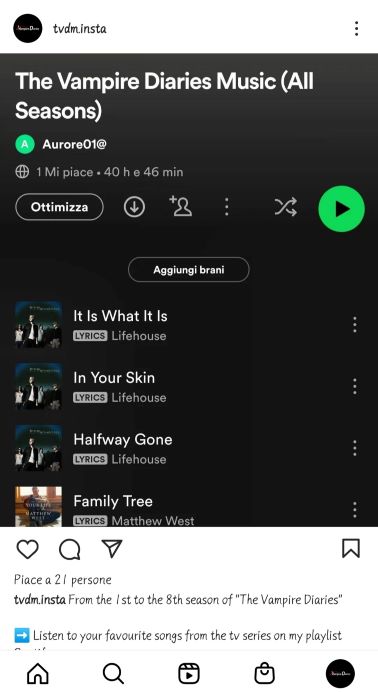 tvdm.insta
The Vampire Diaries Music (All
Seasons)
A Aurore01@
1 Mi piace • 40 h e 46 min
Ottimizza
Aggiungi brani
It Is What It Is
LYRICS Lifehouse
In Your Skin
LYRICS Lifehouse
Halfway Gone
LYRICS Lifehouse
Family Tree
LYRICS Matthew West
Piace a 21 persone
tvdm.insta From the 1st to the 8th season of "The Vampire Diaries"
➡️ Listen to your favourite songs from the tv series on my playlist